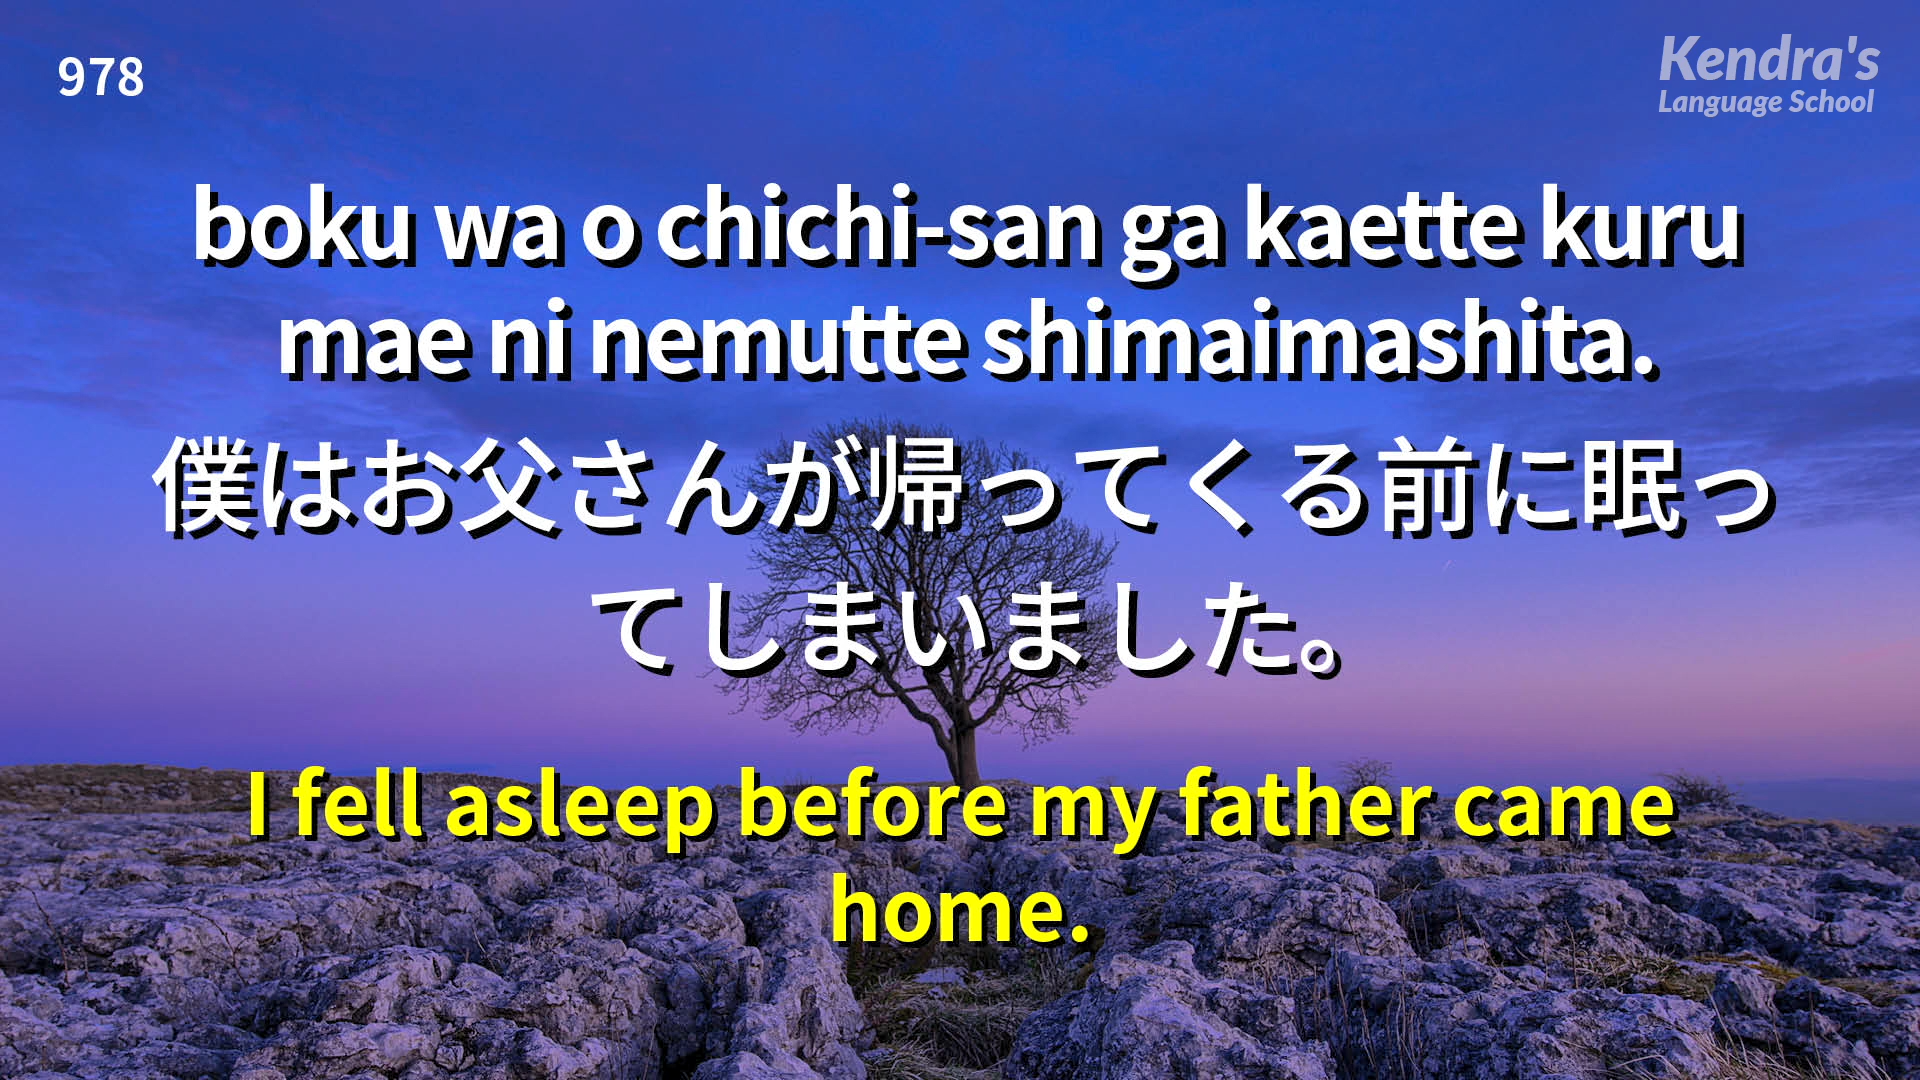 978
Kendra's
Language School
boku wa o chichi-san ga kaette kuru
mae ni nemutte shimaimashita.
僕はお父さんが帰ってくる前に眠っ
てしまいました。
I fell asleep before my father came
home.